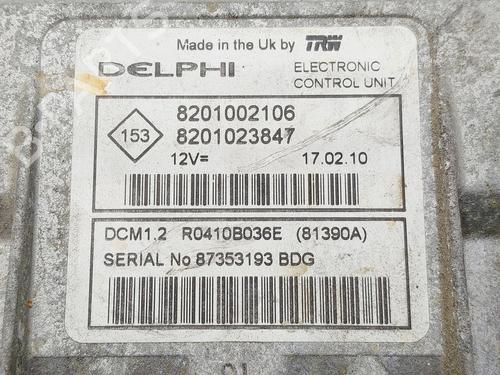 Made in the Uk by TRW
DELPHI ELECTRONIC
CONTROL UNIT
153
8201002106
8201023847
12V= 17.02.10
DCM1.2 R0410B036E (81390A)
SERIAL No 87353193 BDG